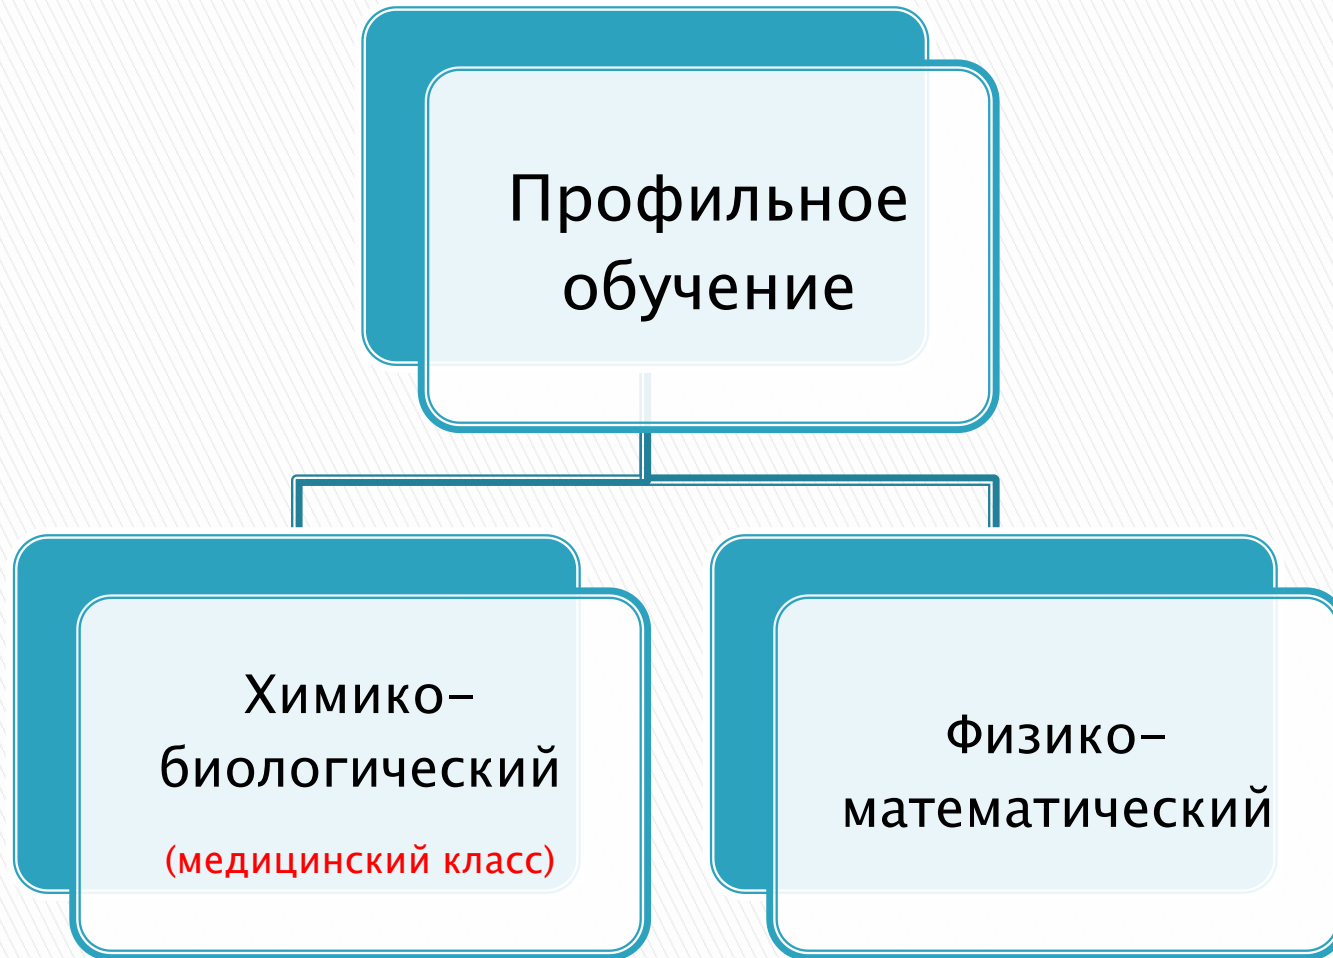 Профильное
обучение
Химико-
биологический
(медицинский класс)
Физико-
математический